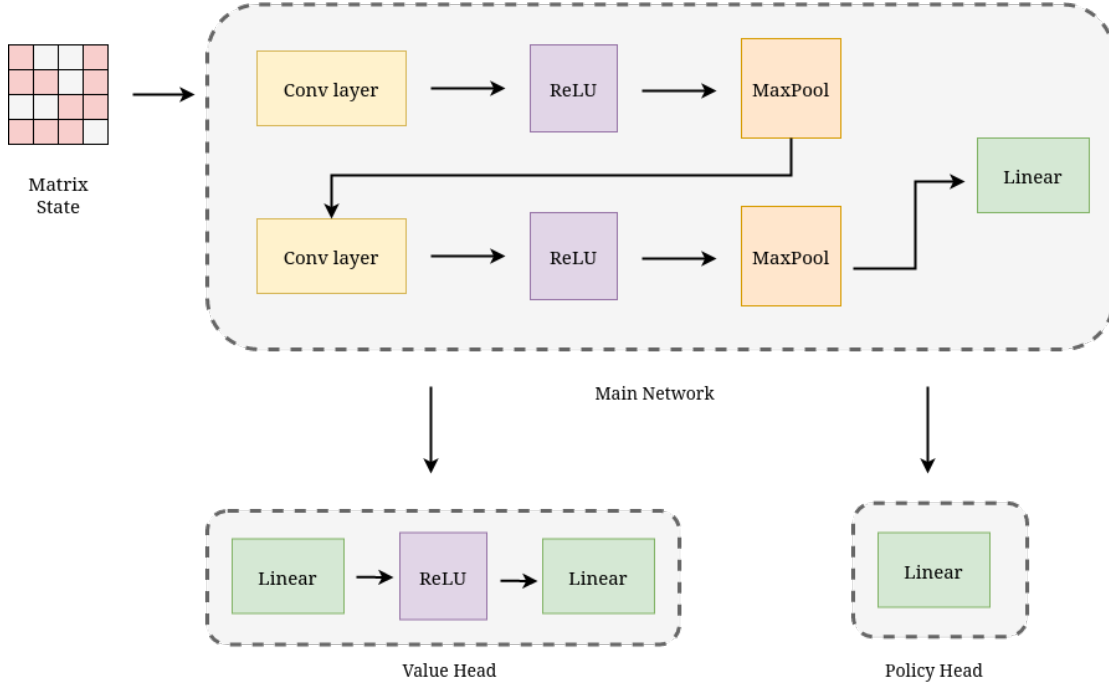 Conv layer
ReLU
MaxPool
Matrix
State
Linear
Conv layer
ReLU
MaxPool
Main Network
Linear
ReLU
Linear
Linear
Value Head
Policy Head